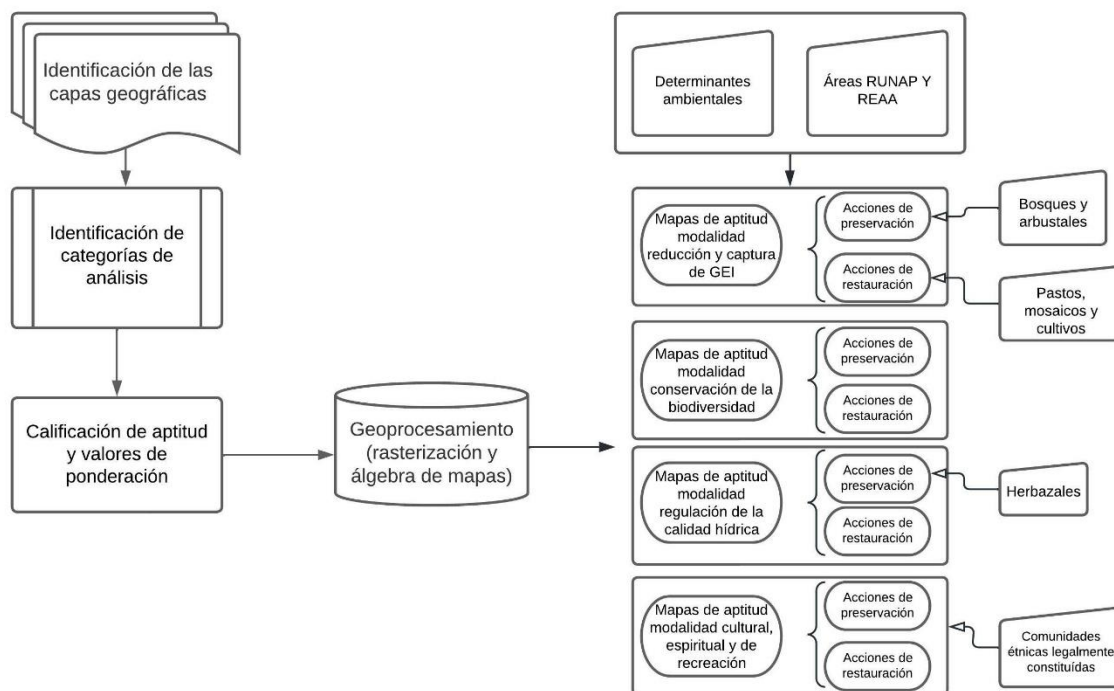 Identificación de las
capas geográficas
Identificación de
categorías de
análisis
Calificación de aptitud
y valores de
ponderación
Geoprocesamiento
(rasterización y
álgebra de mapas)
Determinantes
ambientales
Áreas RUNAP Y
REAA
Mapas de aptitud
modalidad
reducción y captura
de GEI
Acciones de
preservación
Acciones de
restauración
Bosques y
arbustales
Pastos,
mosaicos y
cultivos
Mapas de aptitud
modalidad
conservación de la
biodiversidad
Acciones de
preservación
Acciones de
restauración
Mapas de aptitud
modalidad
regulación de la
calidad hídrica
Acciones de
preservación
Acciones de
restauración
Herbazales
Mapas de aptitud
modalidad cultural,
espiritual y de
recreación
Acciones de
preservación
Acciones de
restauración
Comunidades
étnicas legalmente
constituídas